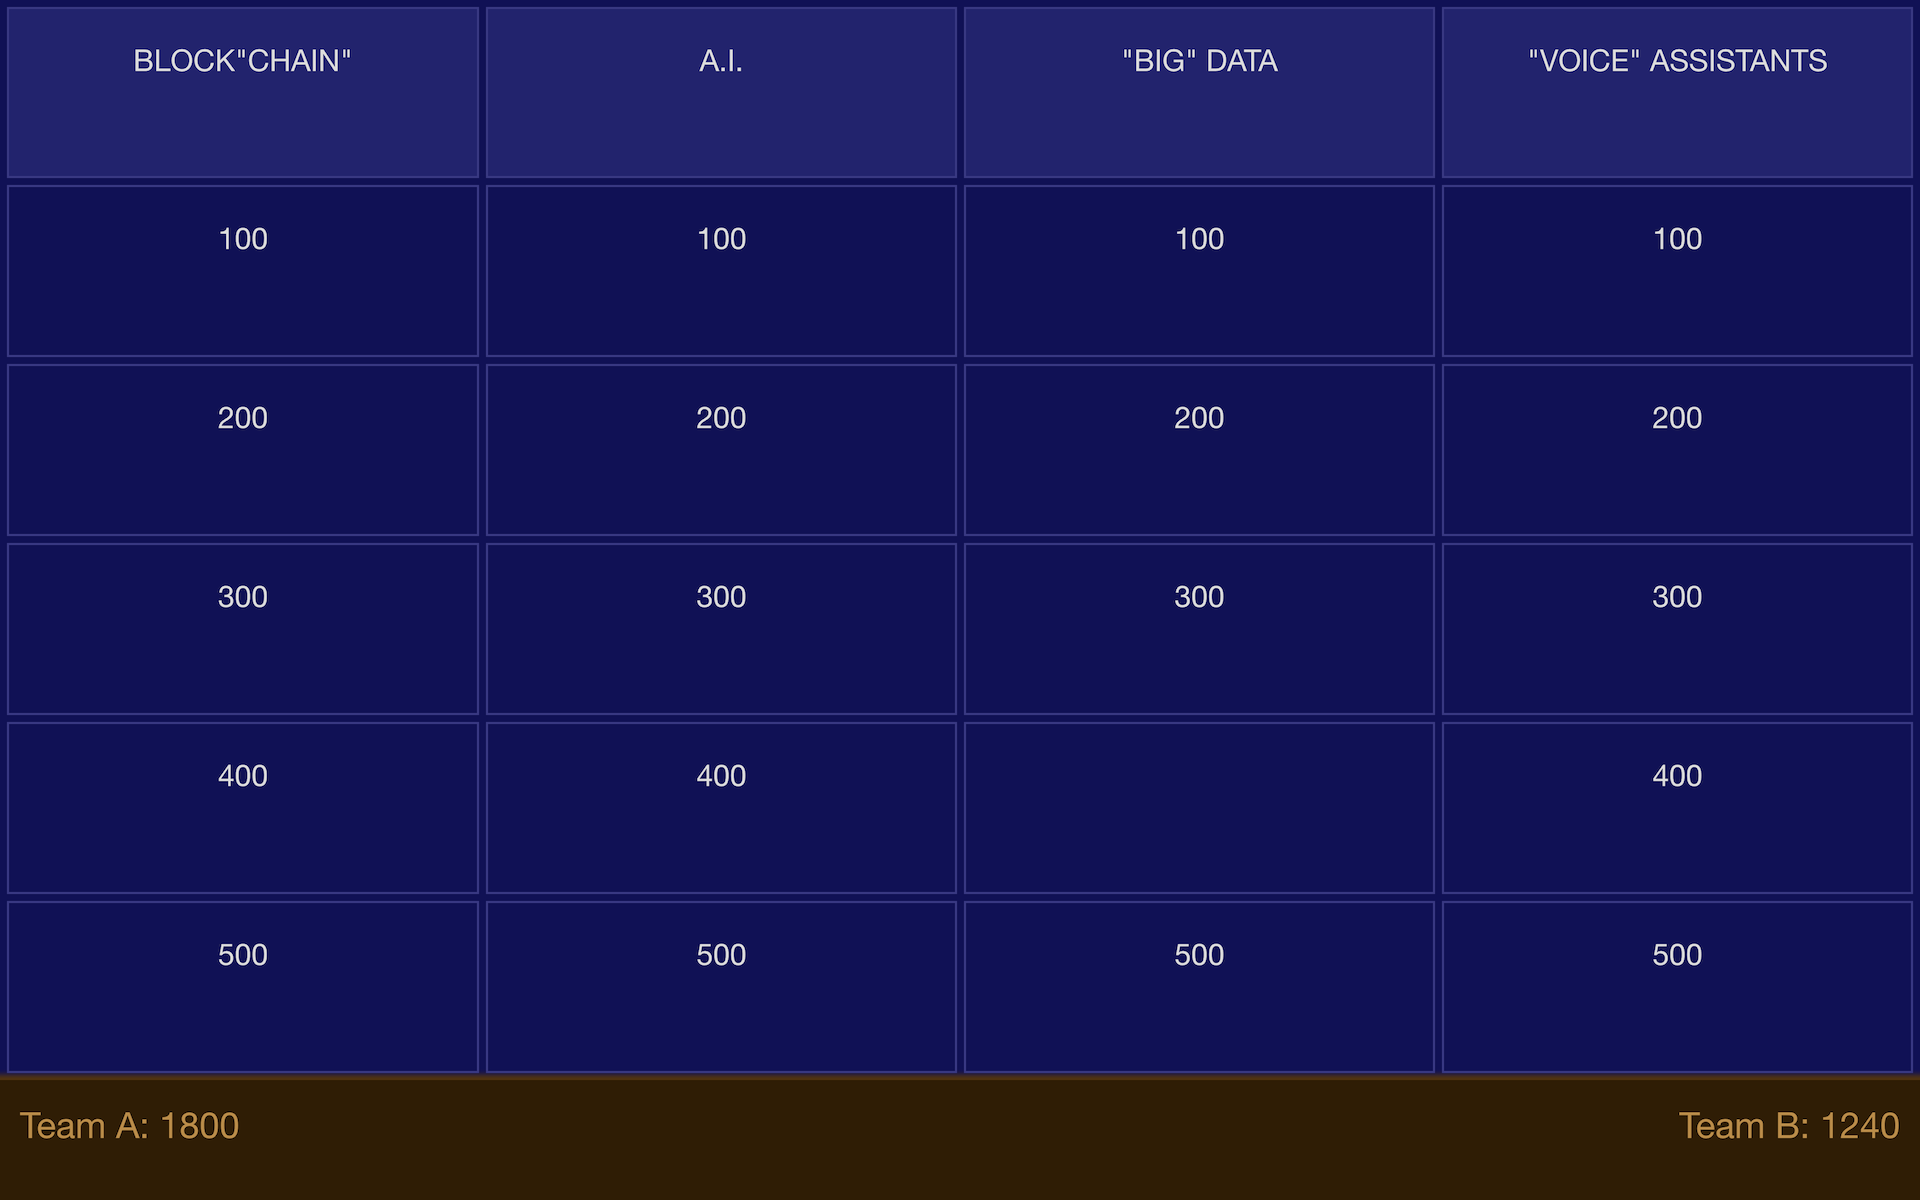 BLOCK"CHAIN" A.I. "BIG" DATA "VOICE" ASSISTANTS
100 100 100 100
200 200 200 200
300 300 300 300
400 400 400
500 500 500 500
Team A: 1800 Team B: 1240